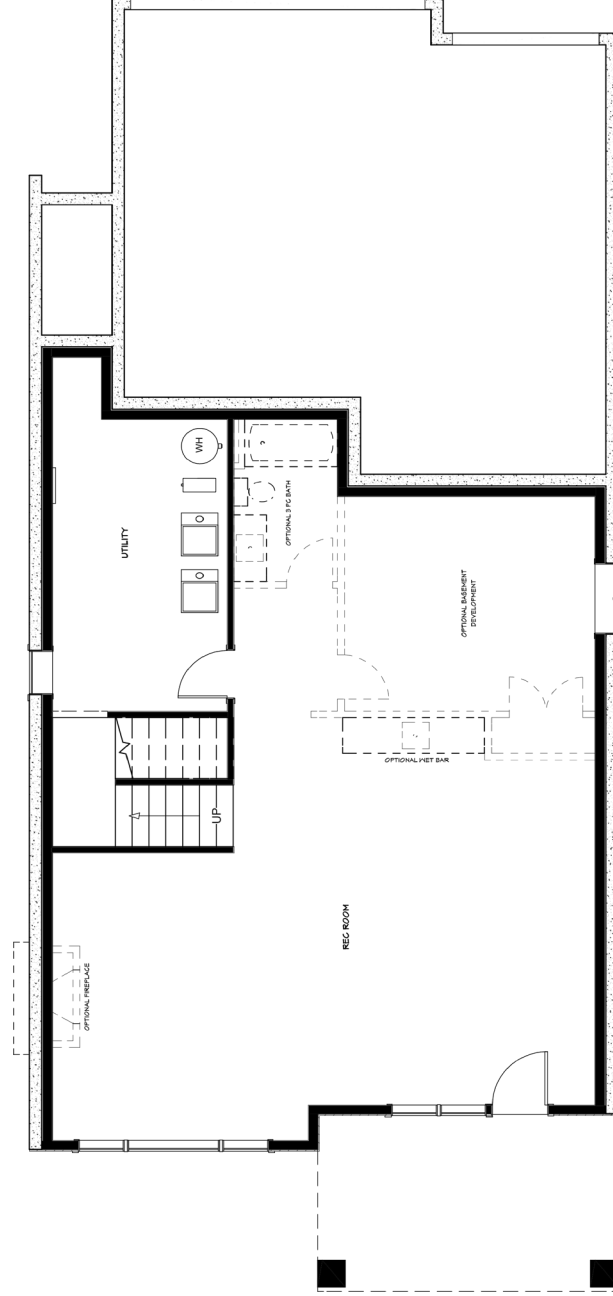 WH
OPTIONAL 3 PC BATH
UTILITY
OPTIONAL BASEMENT
DEVELOPMENT
OPTIONAL WET BAR
UP
REC ROOM
OPTIONAL FIREPLACE